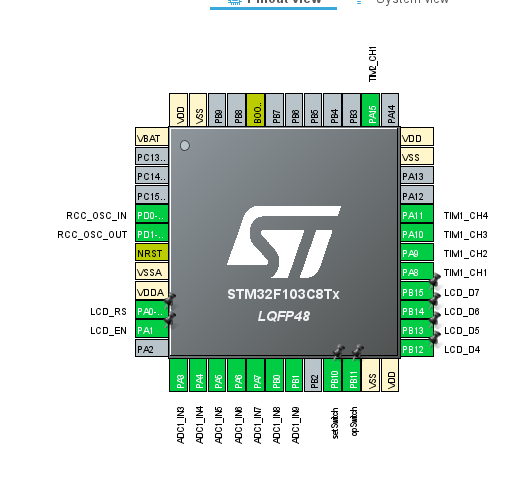 Pinout view
System view
TIM2_CH1
VDD
VSS
PB9
PB8
BOO..
PB7
PB6
PB5
PB4
PB3
PA15
PA14
VBAT
PC13..
PC14..
PC15..
RCC_OSC_IN PD0-..
RCC_OSC_OUT PD1-..
NRST
VSSA
VDDA
LCD_RS PA0-..
LCD_EN PA1
PA2
VDD
VSS
PA13
PA12
PA11 TIM1_CH4
PA10 TIM1_CH3
PA9 TIM1_CH2
PA8 TIM1_CH1
PB15 LCD_D7
PB14 LCD_D6
PB13 LCD_D5
PB12 LCD_D4
ST
STM32F103C8Tx
LQFP48
PA3
PA4
PA5
PA6
PA7
PB0
PB1
PB2
PB10
PB11
VSS
VDD
ADC1_IN3
ADC1_IN4
ADC1_IN5
ADC1_IN6
ADC1_IN7
ADC1_IN8
ADC1_IN9
setSwitch
opSwitch